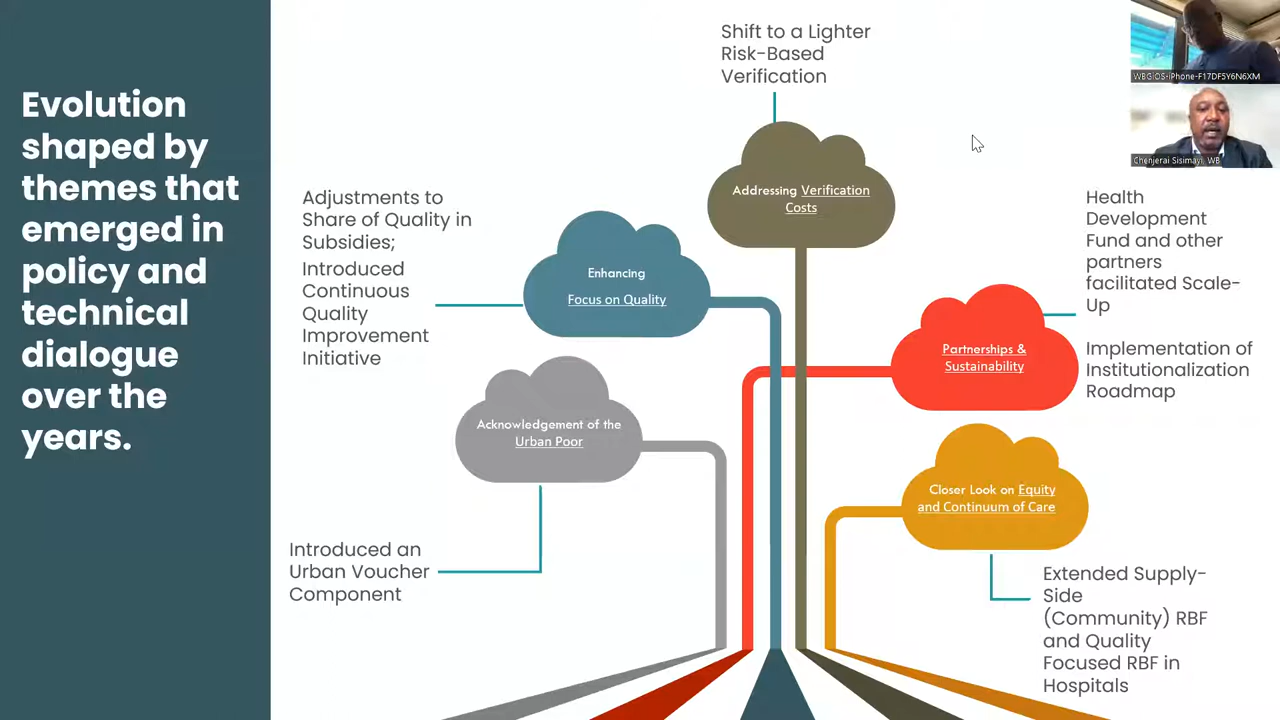 Evolution
shaped by
themes that
emerged in
policy and
technical
dialogue
over the
years.
Shift to a Lighter
Risk-Based
Verification
Addressing Verification
Costs
Adjustments to
Share of Quality in
Subsidies;
Introduced
Continuous
Quality
Improvement
Initiative
Enhancing
Focus on Quality
Health
Development
Fund and other
partners
facilitated Scale-
Up
Implementation of
Institutionalization
Roadmap
Partnerships &
Sustainability
Acknowledgement of the
Urban Poor
Introduced an
Urban Voucher
Component
Closer Look on Equity
and Continuum of Care
Extended Supply-
Side
(Community) RBF
and Quality
Focused RBF in
Hospitals
WBGiOS-iPhone-F17DF5Y6N6XM
Chenjerai Sisimayi, WB